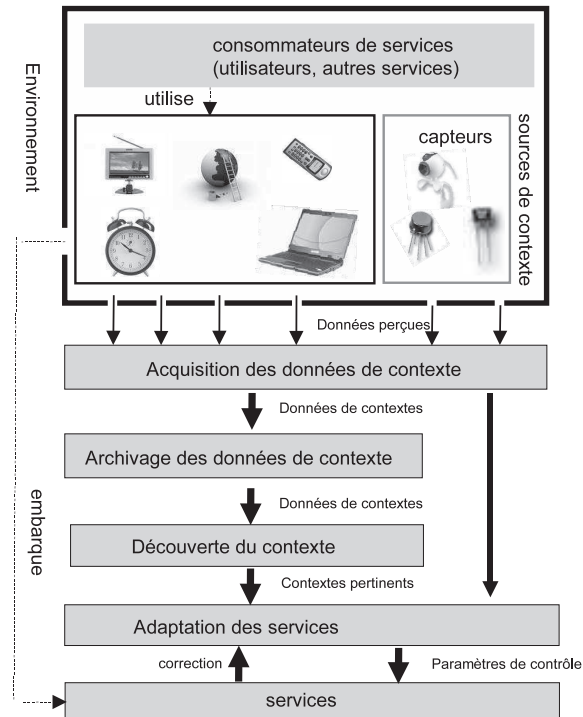 consommateurs de services
(utilisateurs, autres services)
utilise
Environnement
capteurs
sources de contexte
Données perçues
Acquisition des données de contexte
Données de contextes
Archivage des données de contexte
Données de contextes
embarque
Découverte du contexte
Contextes pertinents
Adaptation des services
correction
Paramètres de contrôle
services